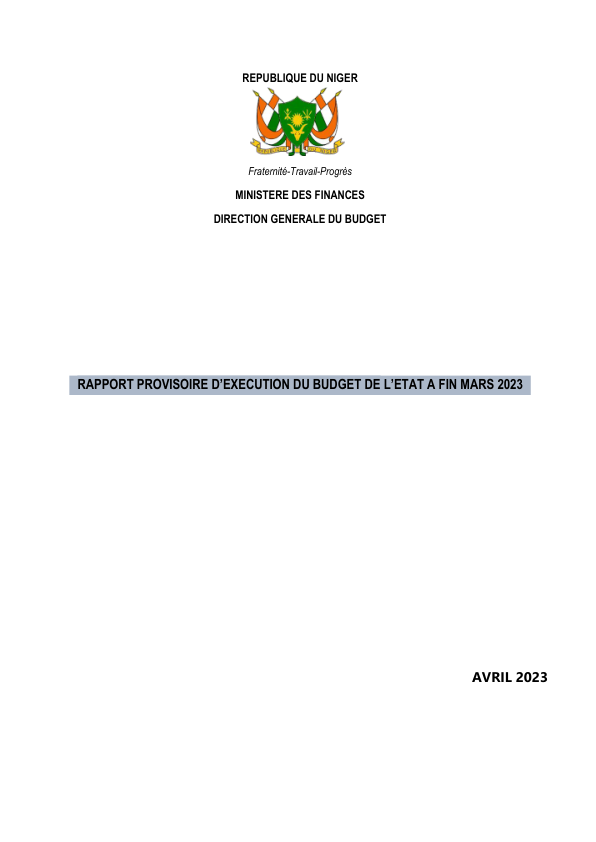 REPUBLIQUE DU NIGER
Fraternité-Travail-Progrès
MINISTERE DES FINANCES
DIRECTION GENERALE DU BUDGET
RAPPORT PROVISOIRE D'EXECUTION DU BUDGET DE L'ETAT A FIN MARS 2023
AVRIL 2023